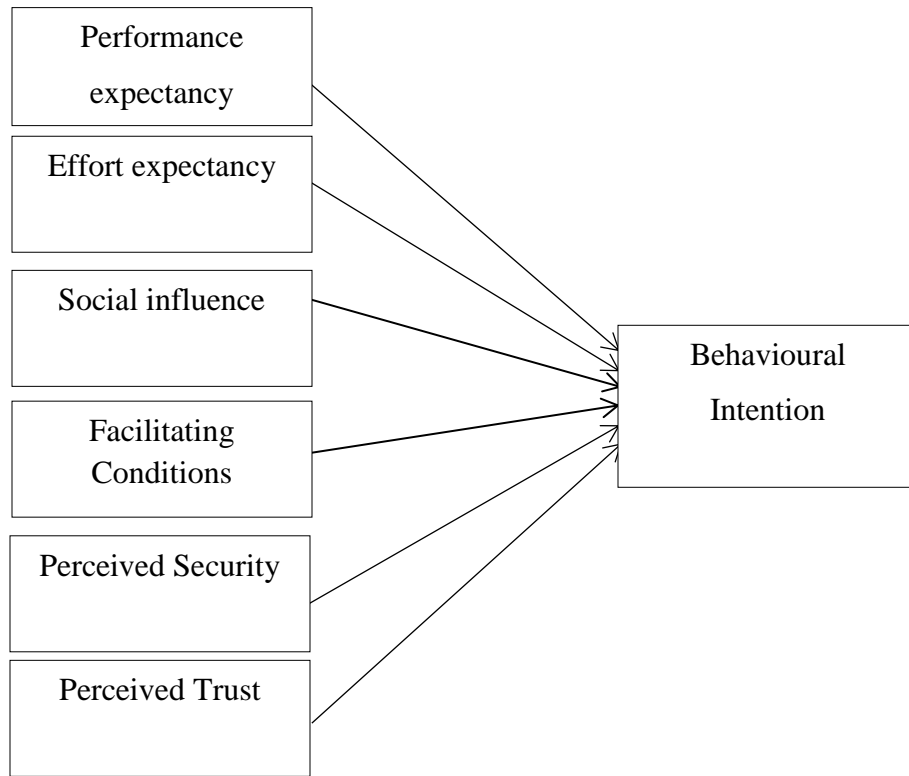 Performance
expectancy
Effort expectancy
Social influence
Facilitating
Conditions
Perceived Security
Perceived Trust
Behavioural
Intention